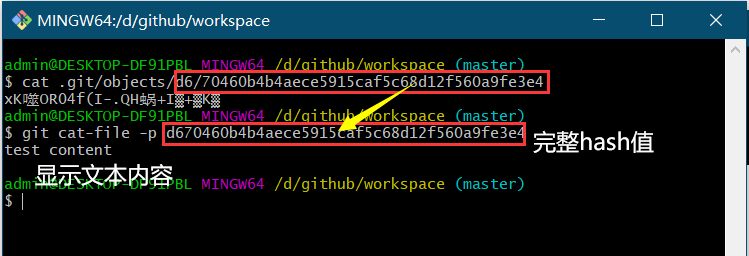 MINGW64:/d/github/workspace
admin@DESKTOP-DF91PBL MINGW64 /d/github/workspace (master)
$ cat .git/objects/d6/70460b4b4aece5915caf5c68d12f560a9fe3e4
xK噬OR04f(I-.QH蜗+I▒+▒K▒
admin@DESKTOP-DF91PBL MINGW64 /d/github/workspace (master)
$ git cat-file -p d670460b4b4aece5915caf5c68d12f560a9fe3e4
完整hash值
test content
显示文本内容
admin@DESKTOP-DF91PBL MINGW64 /d/github/workspace (master)
$